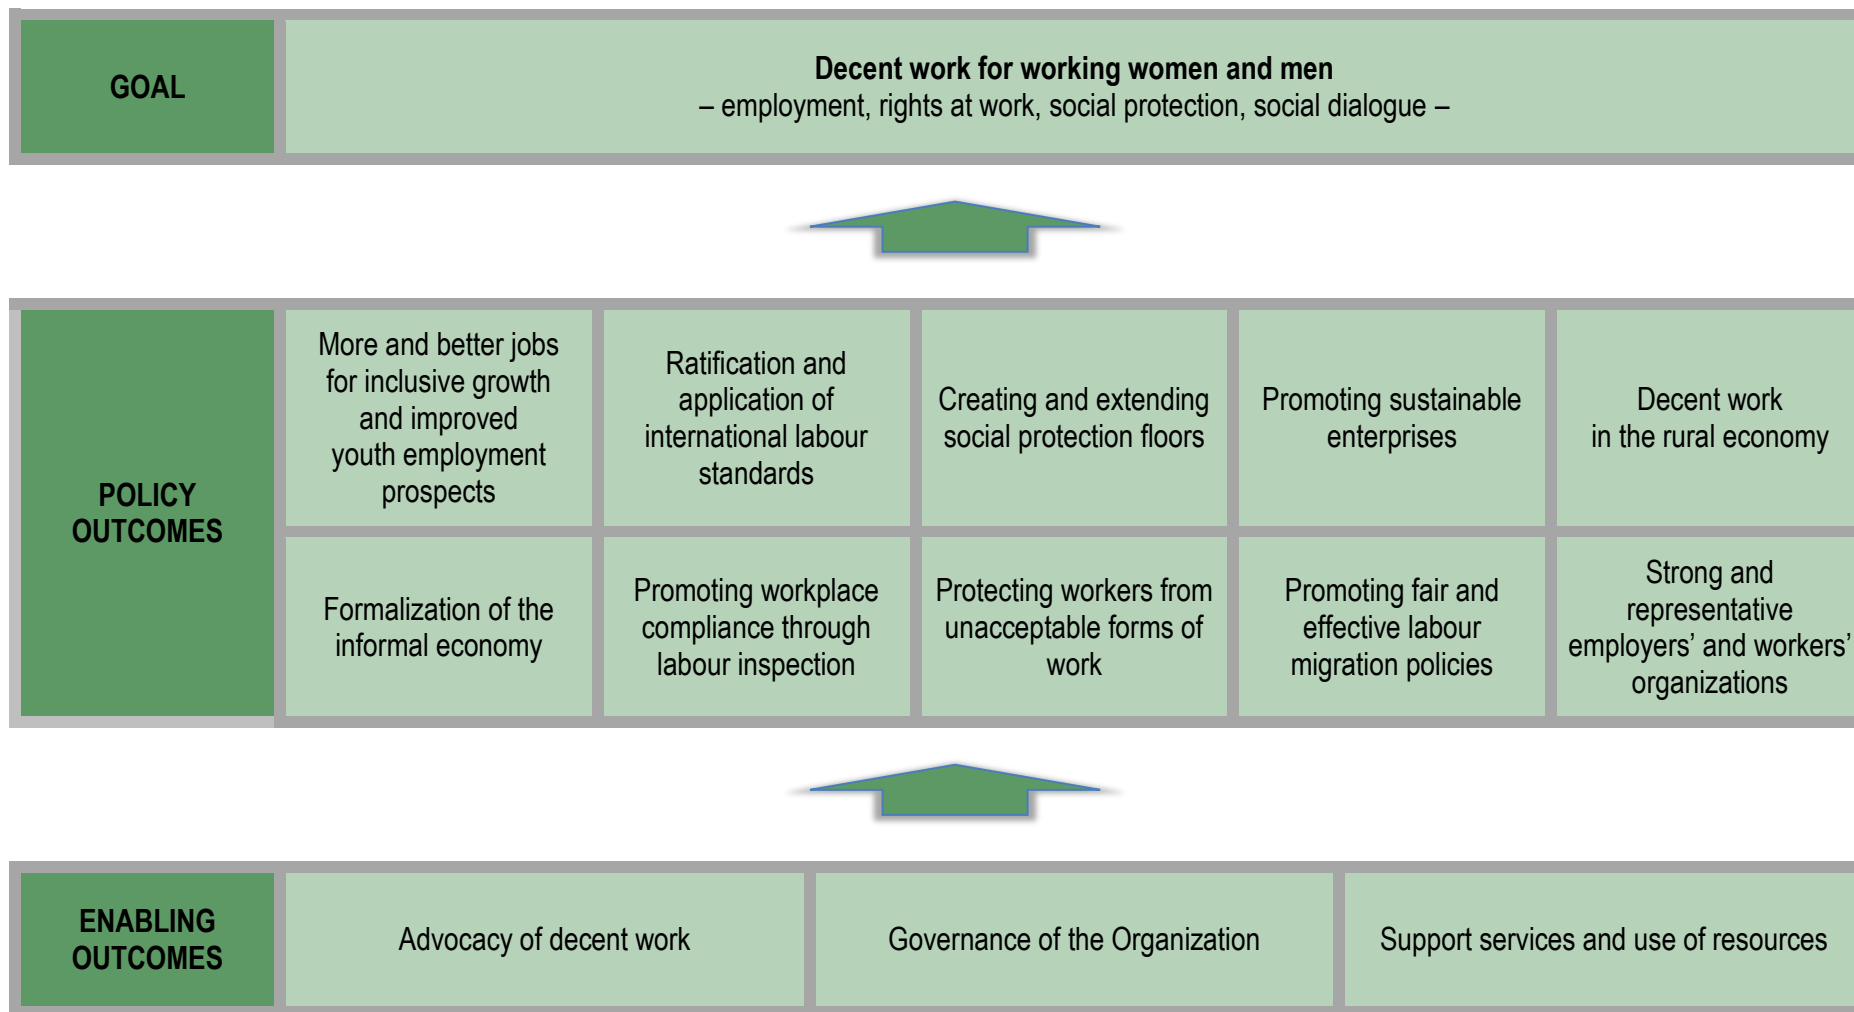 GOAL
Decent work for working women and men
– employment, rights at work, social protection, social dialogue –
POLICY
OUTCOMES
More and better jobs
for inclusive growth
and improved
youth employment
prospects
Ratification and
application of
international labour
standards
Creating and extending
social protection floors
Promoting sustainable
enterprises
Decent work
in the rural economy
Formalization of the
informal economy
Promoting workplace
compliance through
labour inspection
Protecting workers from
unacceptable forms of
work
Promoting fair and
effective labour
migration policies
Strong and
representative
employers’ and workers’
organizations
ENABLING
OUTCOMES
Advocacy of decent work
Governance of the Organization
Support services and use of resources